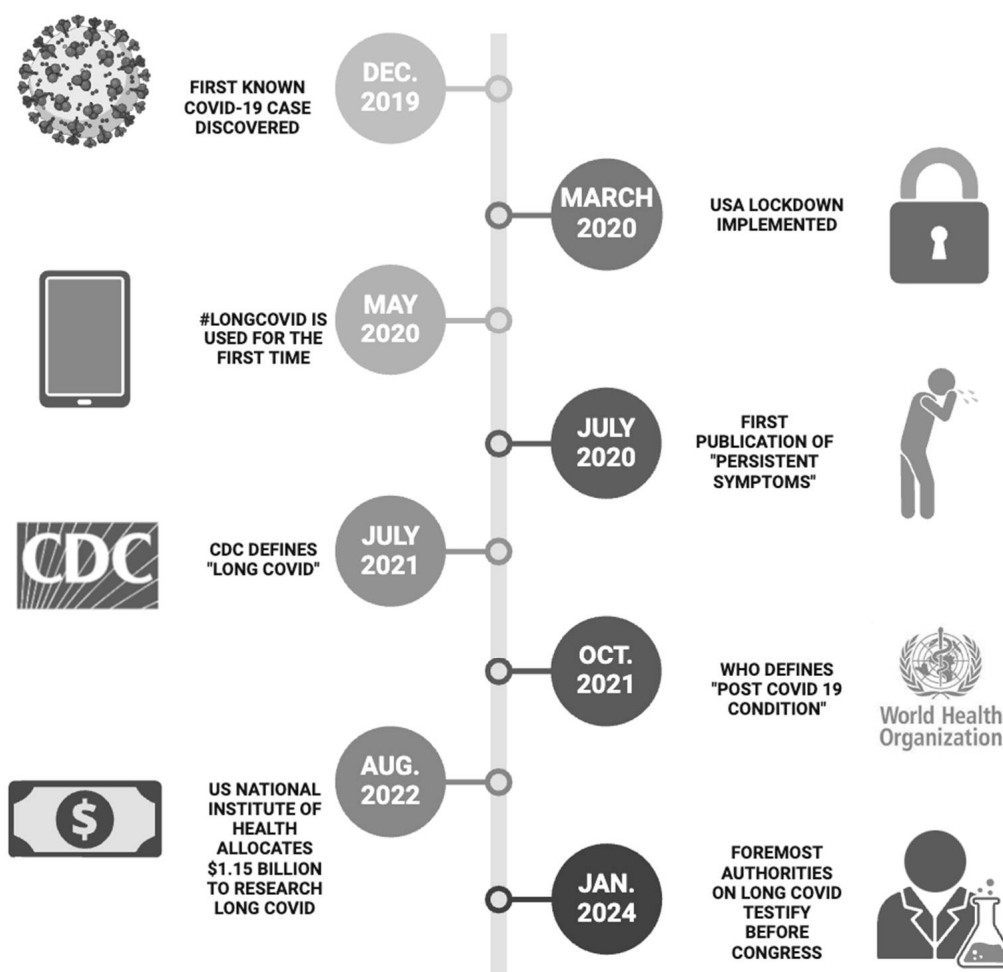 FIRST KNOWN
COVID-19 CASE
DISCOVERED
DEC.
2019
MARCH
2020
USA LOCKDOWN
IMPLEMENTED
#LONGCOVID IS
USED FOR THE
FIRST TIME
MAY
2020
JULY
2020
FIRST
PUBLICATION OF
"PERSISTENT
SYMPTOMS"
CDC
CDC DEFINES
"LONG COVID"
JULY
2021
OCT.
2021
WHO DEFINES
"POST COVID 19
CONDITION"
World Health
Organization
$
US NATIONAL
INSTITUTE OF
HEALTH
ALLOCATES
$1.15 BILLION
TO RESEARCH
LONG COVID
AUG.
2022
JAN.
2024
FOREMOST
AUTHORITIES
ON LONG COVID
TESTIFY
BEFORE
CONGRESS